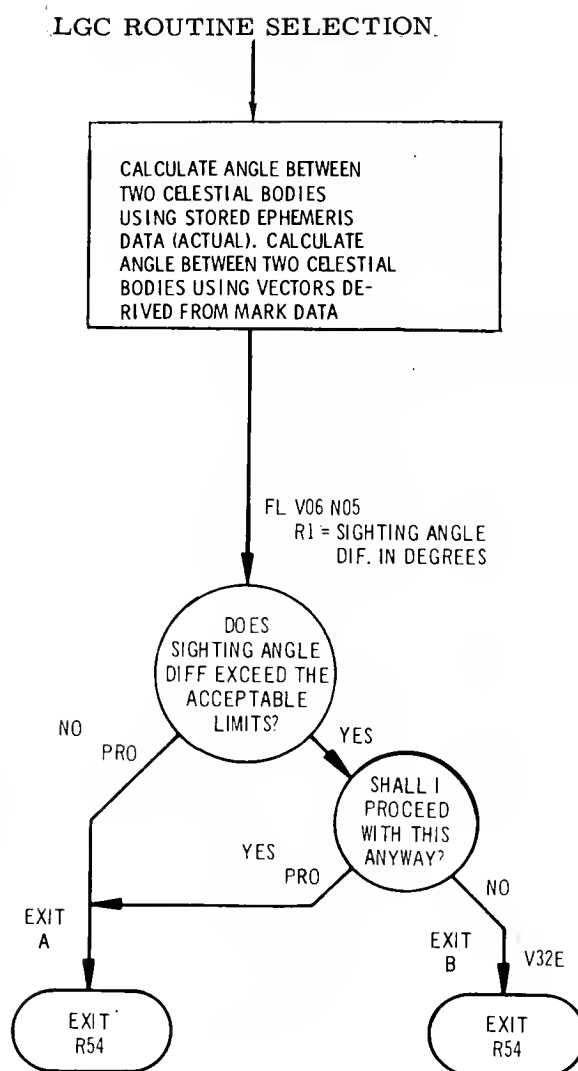 LGC ROUTINE SELECTION
CALCULATE ANGLE BETWEEN
TWO CELESTIAL BODIES
USING STORED EPHEMERIS
DATA (ACTUAL). CALCULATE
ANGLE BETWEEN TWO CELESTIAL
BODIES USING VECTORS DE-
RIVED FROM MARK DATA
FL V06 N05
R1 = SIGHTING ANGLE
DIF. IN DEGREES
DOES
SIGHTING ANGLE
DIFF EXCEED THE
ACCEPTABLE
LIMITS?
NO
PRO
YES
SHALL I
PROCEED
WITH THIS
ANYWAY?
YES
PRO
NO
EXIT
A
EXIT
B
V32E
EXIT
R54
EXIT
R54